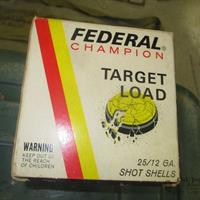 FEDERAL
CHAMPION
TARGET
LOAD
WARNING
KEEP OUT OF
THE REACH
OF CHILDREN
25/12 GA.
SHOT SHELLS